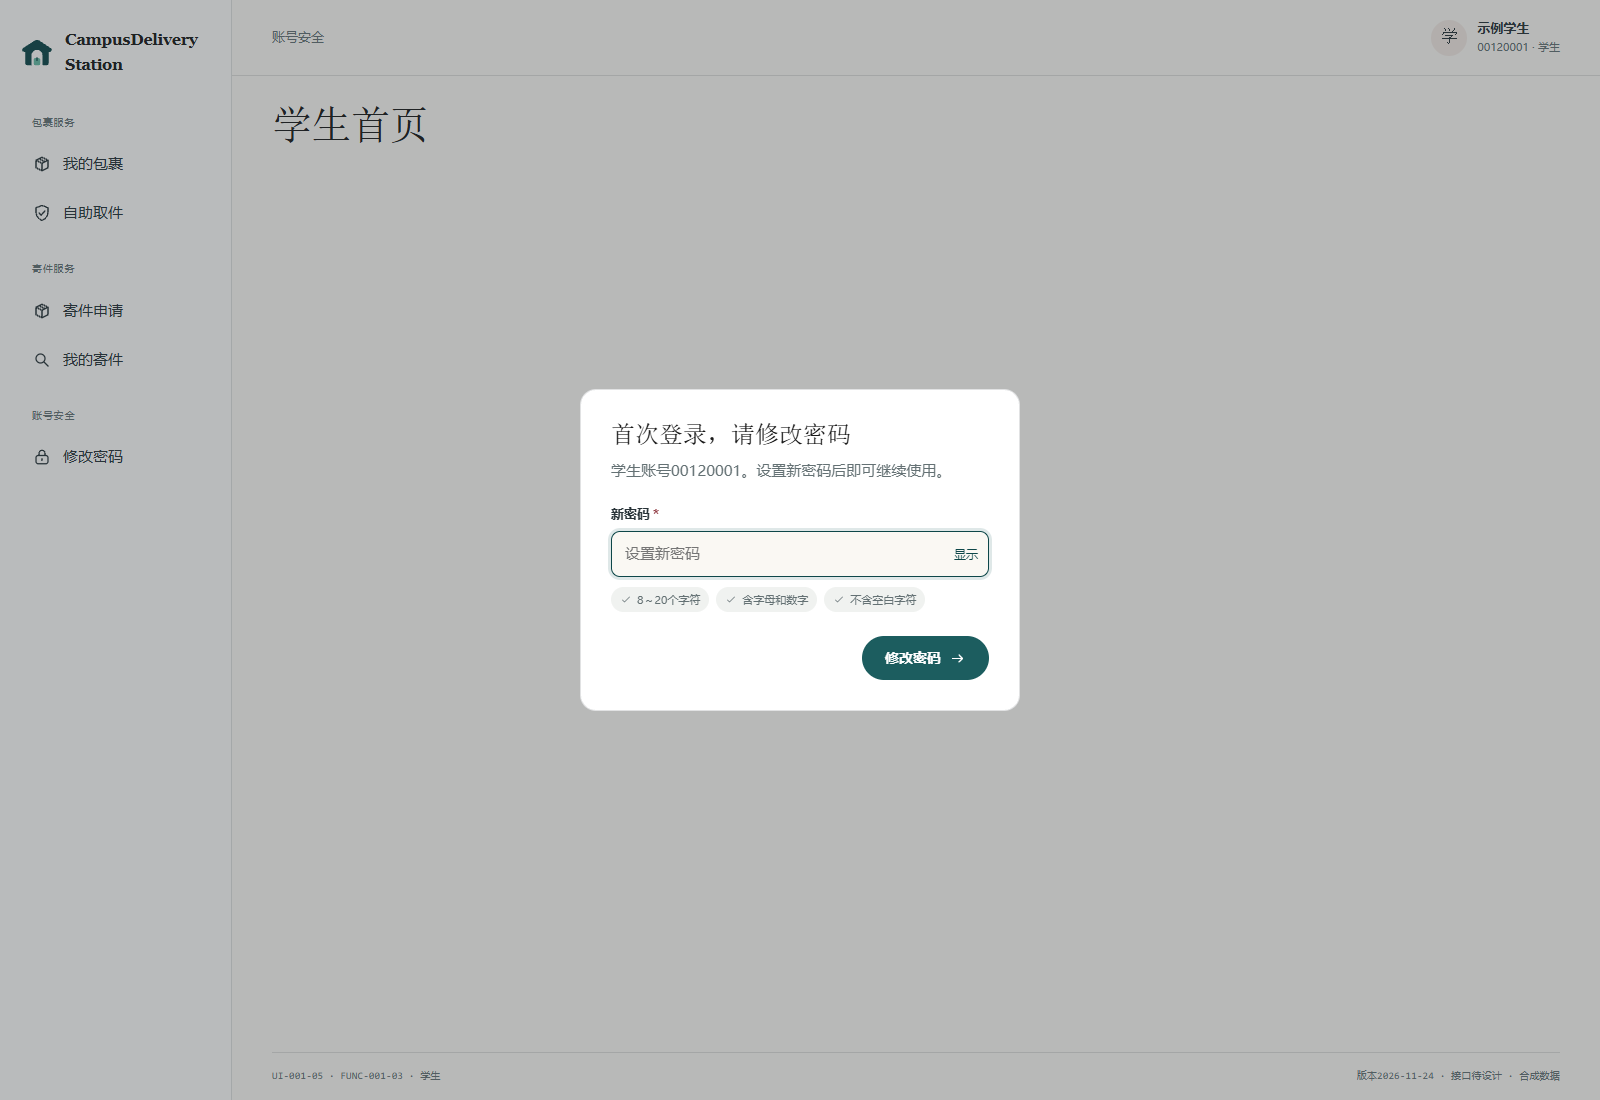 CampusDelivery
Station
包裹服务
我的包裹
自助取件
寄件服务
寄件申请
我的寄件
账号安全
修改密码
账号安全
学
示例学生
00120001 · 学生
学生首页
首次登录，请修改密码
学生账号00120001。设置新密码后即可继续使用。
新密码 *
设置新密码
显示
8～20个字符
含字母和数字
不含空白字符
修改密码 →
UI-001-05 · FUNC-001-03 · 学生
版本2026-11-24 · 接口待设计 · 合成数据